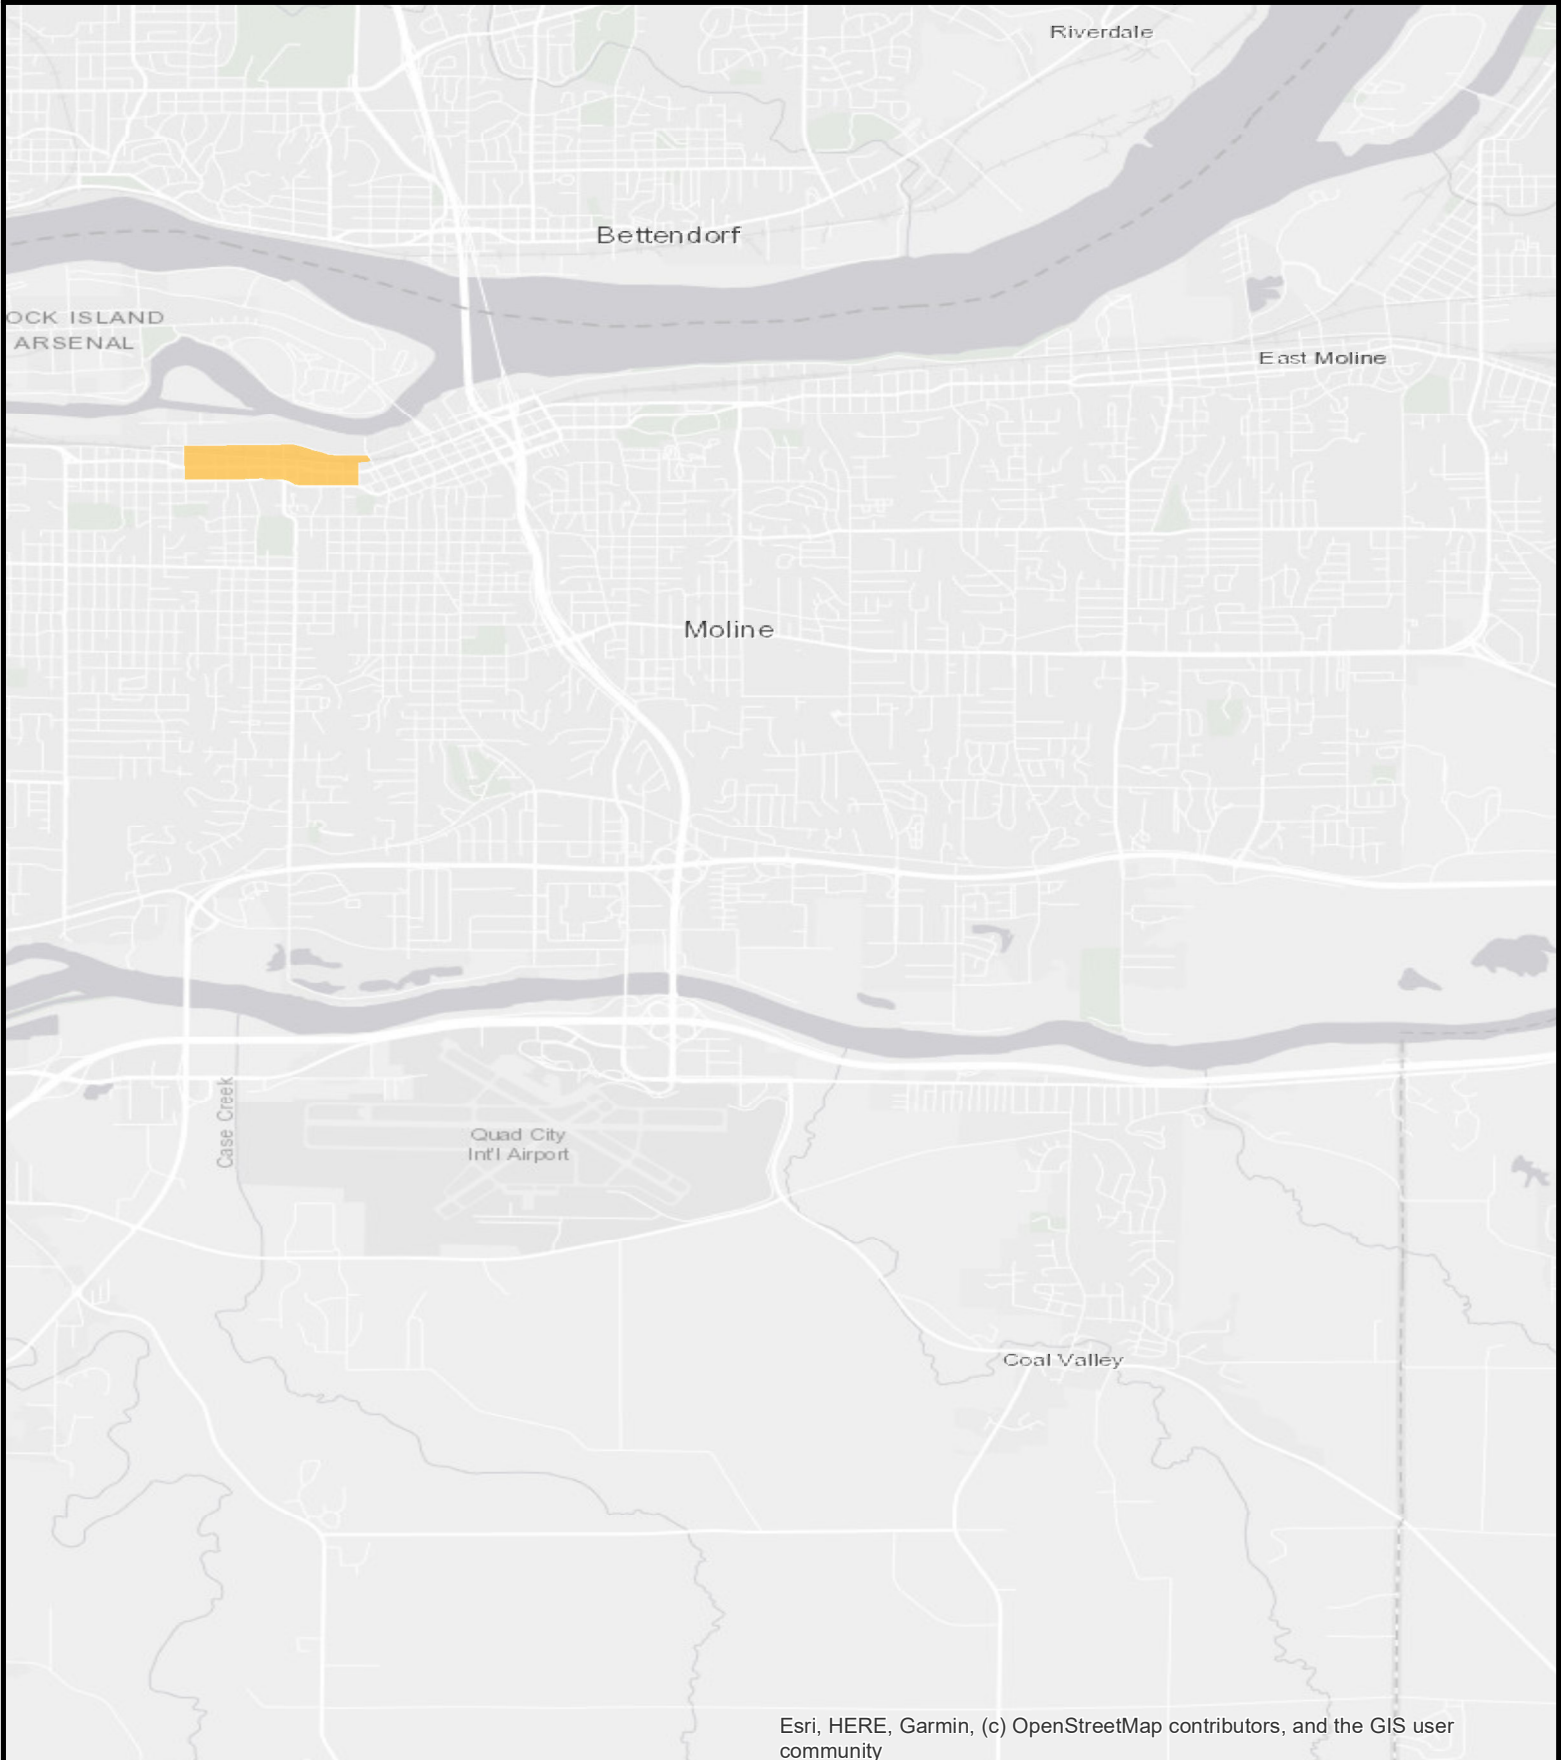 Riverdale
Bettendorf
OCK ISLAND
ARSENAL
East Moline
Moline
Case Creek
Quad City
Int'l Airport
Coal Valley
Esri, HERE, Garmin, (c) OpenStreetMap contributors, and the GIS user
community